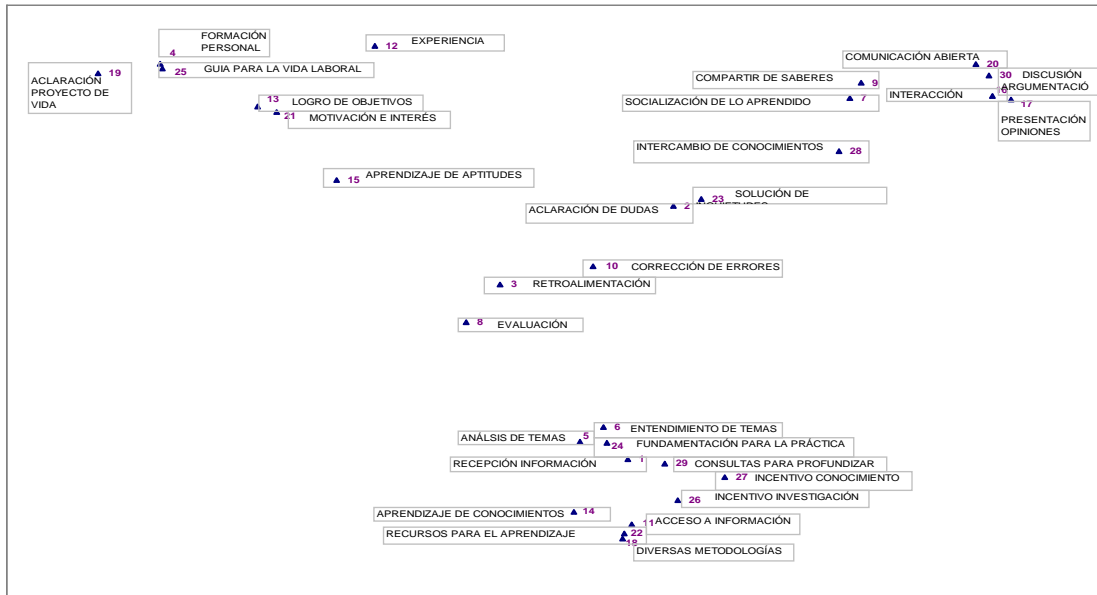 FORMACIÓN
PERSONAL
4
12 EXPERIENCIA
19
ACLARACIÓN
PROYECTO DE
VIDA
25 GUIA PARA LA VIDA LABORAL
COMUNICACIÓN ABIERTA
20
COMPARTIR DE SABERES
9
30 DISCUSIÓN
ARGUMENTACIÓ
INTERACCIÓN
17
PRESENTACIÓN
OPINIONES
SOCIALIZACIÓN DE LO APRENDIDO
7
13 LOGRO DE OBJETIVOS
21
MOTIVACIÓN E INTERÉS
INTERCAMBIO DE CONOCIMIENTOS
28
15 APRENDIZAJE DE APTITUDES
23 SOLUCIÓN DE
ACLARACIÓN DE DUDAS
2
10 CORRECCIÓN DE ERRORES
3 RETROALIMENTACIÓN
8 EVALUACIÓN
6 ENTENDIMIENTO DE TEMAS
ANÁLSIS DE TEMAS
5
24 FUNDAMENTACIÓN PARA LA PRÁCTICA
RECEPCIÓN INFORMACIÓN
29 CONSULTAS PARA PROFUNDIZAR
27 INCENTIVO CONOCIMIENTO
26 INCENTIVO INVESTIGACIÓN
APRENDIZAJE DE CONOCIMIENTOS
14
11 ACCESO A INFORMACIÓN
RECURSOS PARA EL APRENDIZAJE
22
18
DIVERSAS METODOLOGÍAS